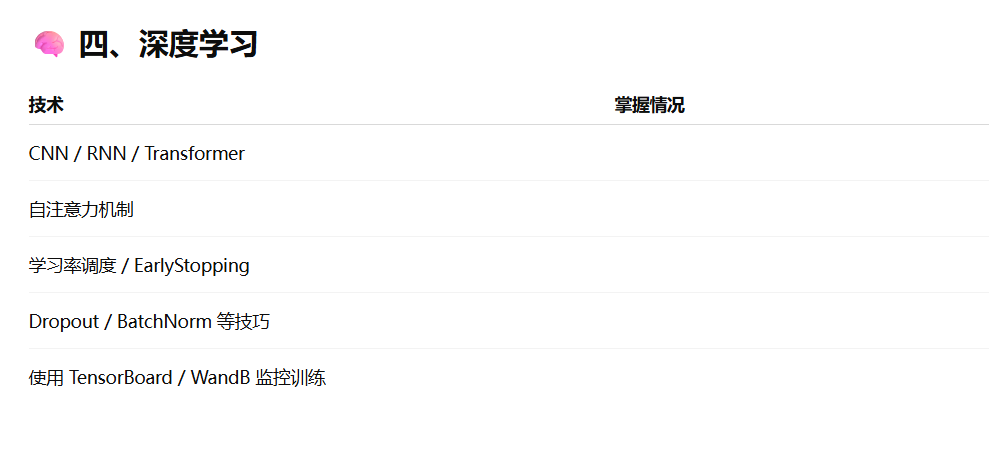 🧠 四、深度学习
技术 掌握情况
CNN / RNN / Transformer
自注意力机制
学习率调度 / EarlyStopping
Dropout / BatchNorm 等技巧
使用 TensorBoard / WandB 监控训练